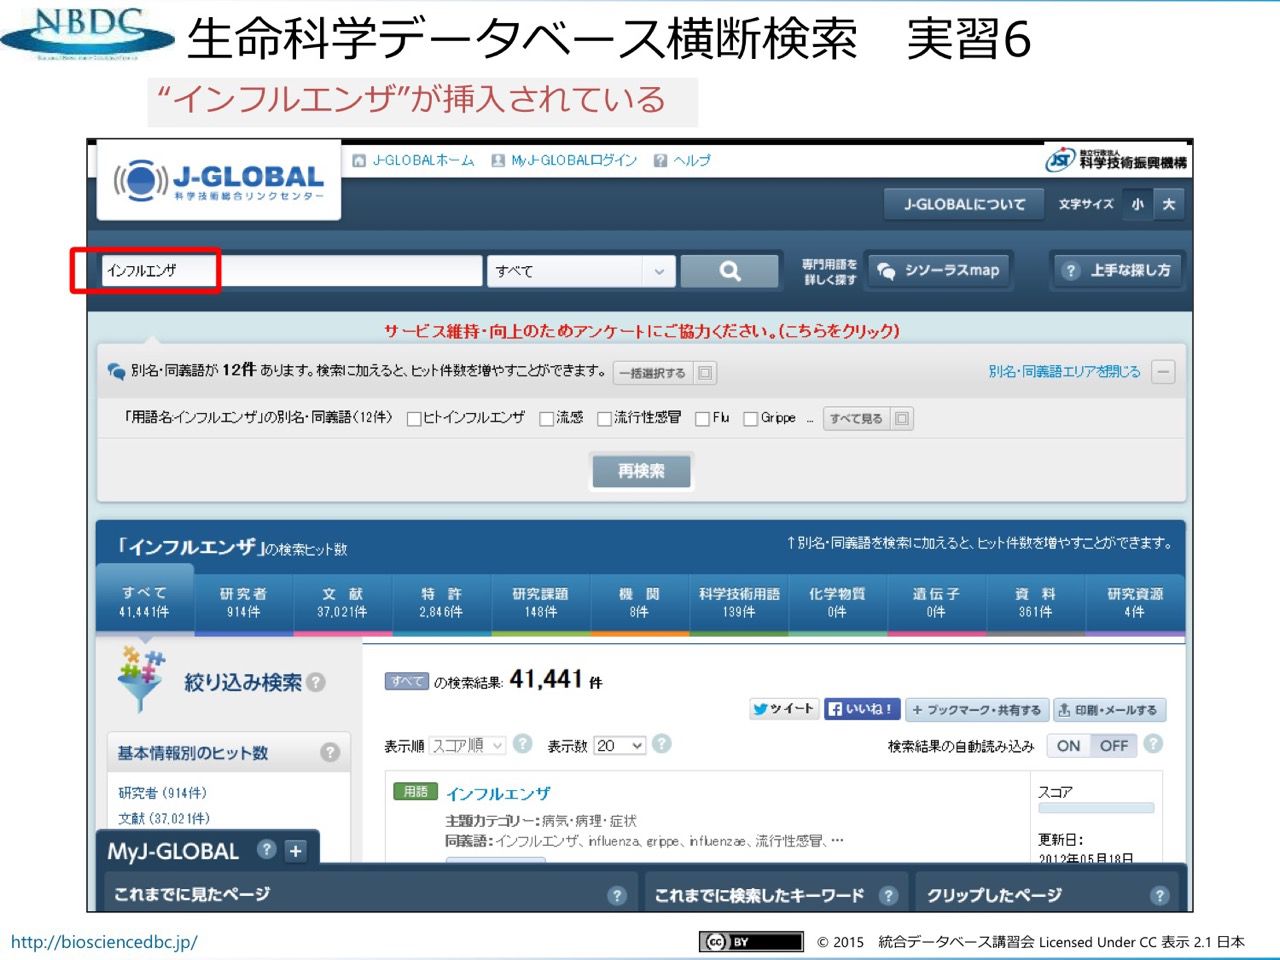 NBDC
生命科学データベース横断検索　実習6
“インフルエンザ”が挿入されている
J-GLOBAL
科学技術総合リンクセンター
J-GLOBALホーム MyJ-GLOBALログイン ? ヘルプ
JST 独立行政法人 科学技術振興機構
J-GLOBALについて 文字サイズ 小 大
インフルエンザ すべて 専門用語を詳しく探す シソーラスmap ? 上手な探し方
サービス維持・向上のためアンケートにご協力ください。(こちらをクリック)
別名・同義語が 12件 あります。検索に加えると、ヒット件数を増やすことができます。 一括選択する 別名・同義語エリアを閉じる
「用語名:インフルエンザ」の別名・同義語(12件) ヒトインフルエンザ 流感 流行性感冒 Flu Grippe ... すべて見る
再検索
「インフルエンザ」の検索ヒット数 ↑別名・同義語を検索に加えると、ヒット件数を増やすことができます。
すべて 研究者 文献 特許 研究課題 機関 科学技術用語 化学物質 遺伝子 資料 研究資源
41,441件 914件 37,021件 2,846件 148件 8件 139件 0件 0件 361件 4件
絞り込み検索 ?
すべて の検索結果: 41,441 件
ツイート いいね！ + ブックマーク・共有する 印刷・メールする
表示順 スコア順 ? 表示数 20 ? 検索結果の自動読み込み ON OFF ?
基本情報別のヒット数 ?
研究者 (914件)
文献 (37,021件)
用語 インフルエンザ
主題カテゴリー：病気・病理・症状
同義語：インフルエンザ、influenza、grippe、influenzae、流行性感冒、…
スコア
更新日:
2012年05月18日
MyJ-GLOBAL ? +
これまでに見たページ ? これまでに検索したキーワード ? クリップしたページ ?
http://biosciencedbc.jp/ cc BY © 2015　統合データベース講習会 Licensed Under CC 表示 2.1 日本